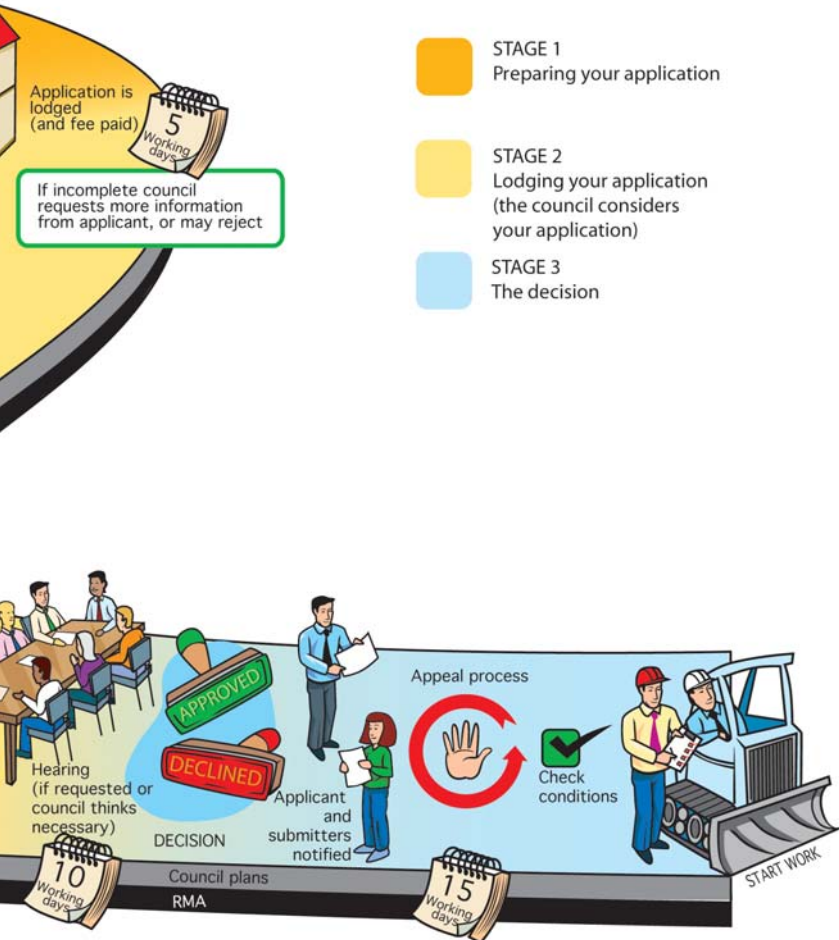 Application is
lodged
(and fee paid)
5
Working
days
If incomplete council
requests more information
from applicant, or may reject
STAGE 1
Preparing your application
STAGE 2
Lodging your application
(the council considers
your application)
STAGE 3
The decision
Hearing
(if requested or
council thinks
necessary)
10
Working
days
APPROVED
DECLINED
DECISION
Applicant
and
submitters
notified
Appeal process
Check
conditions
15
Working
days
START WORK
Council plans
RMA